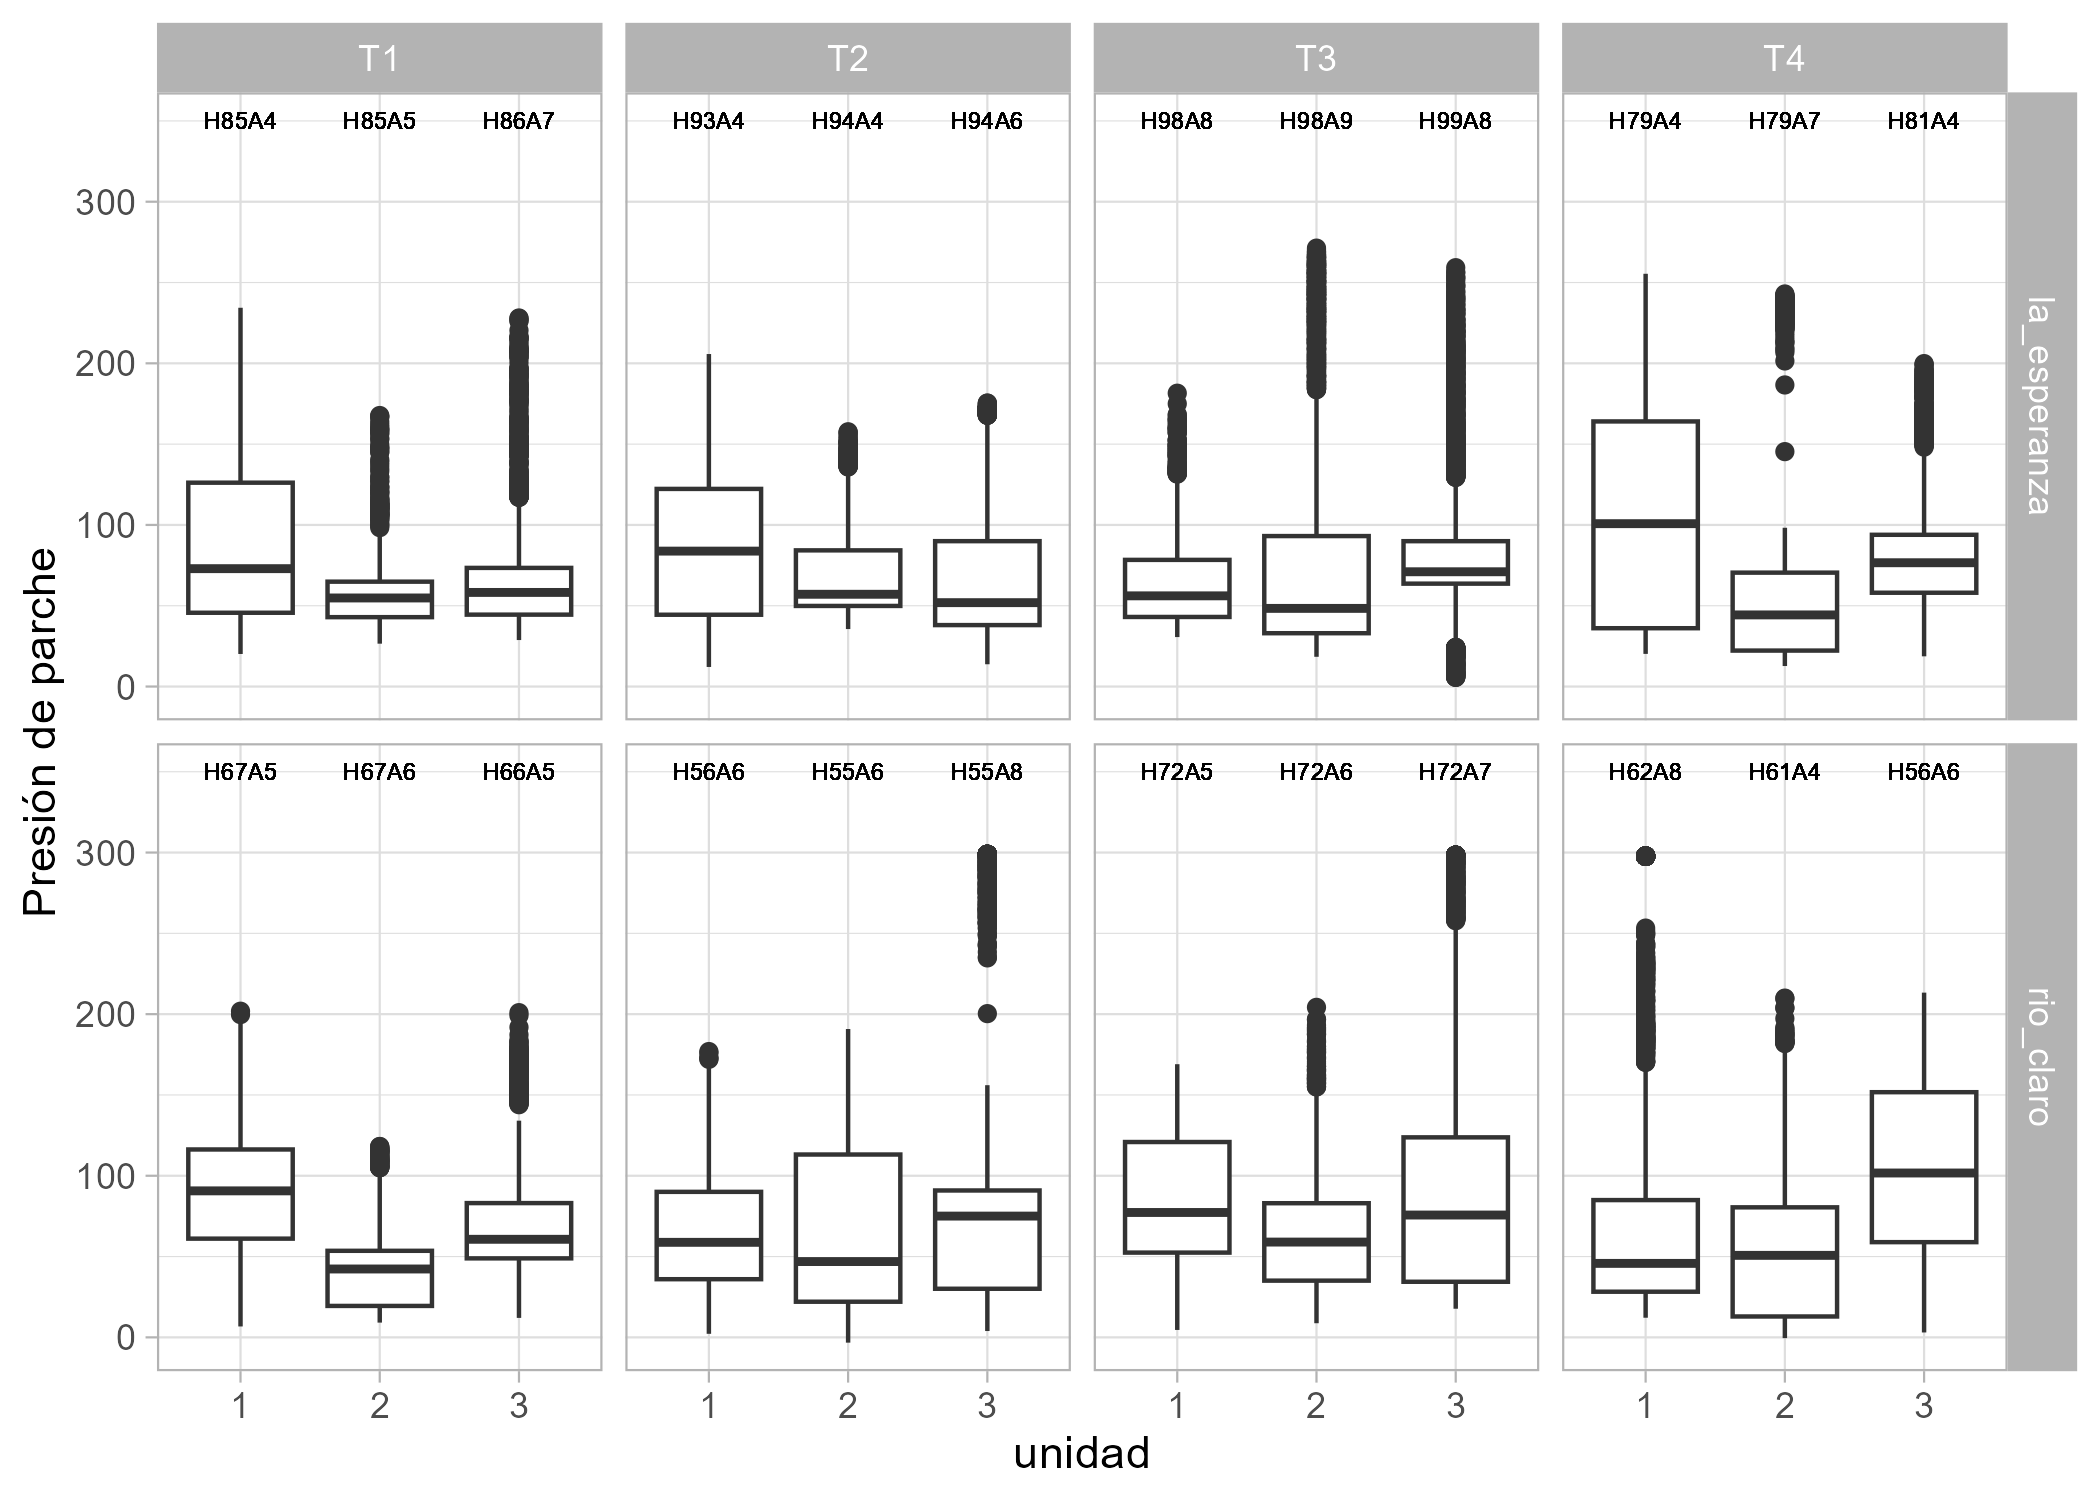 T1 T2 T3 T4
H85A4 H85A5 H86A7 H93A4 H94A4 H94A6 H98A8 H98A9 H99A8 H79A4 H79A7 H81A4
300
200
100
0
la_esperanza
Presión de parche
H67A5 H67A6 H66A5 H56A6 H55A6 H55A8 H72A5 H72A6 H72A7 H62A8 H61A4 H56A6
300
200
100
0
rio_claro
1 2 3 1 2 3 1 2 3 1 2 3
unidad